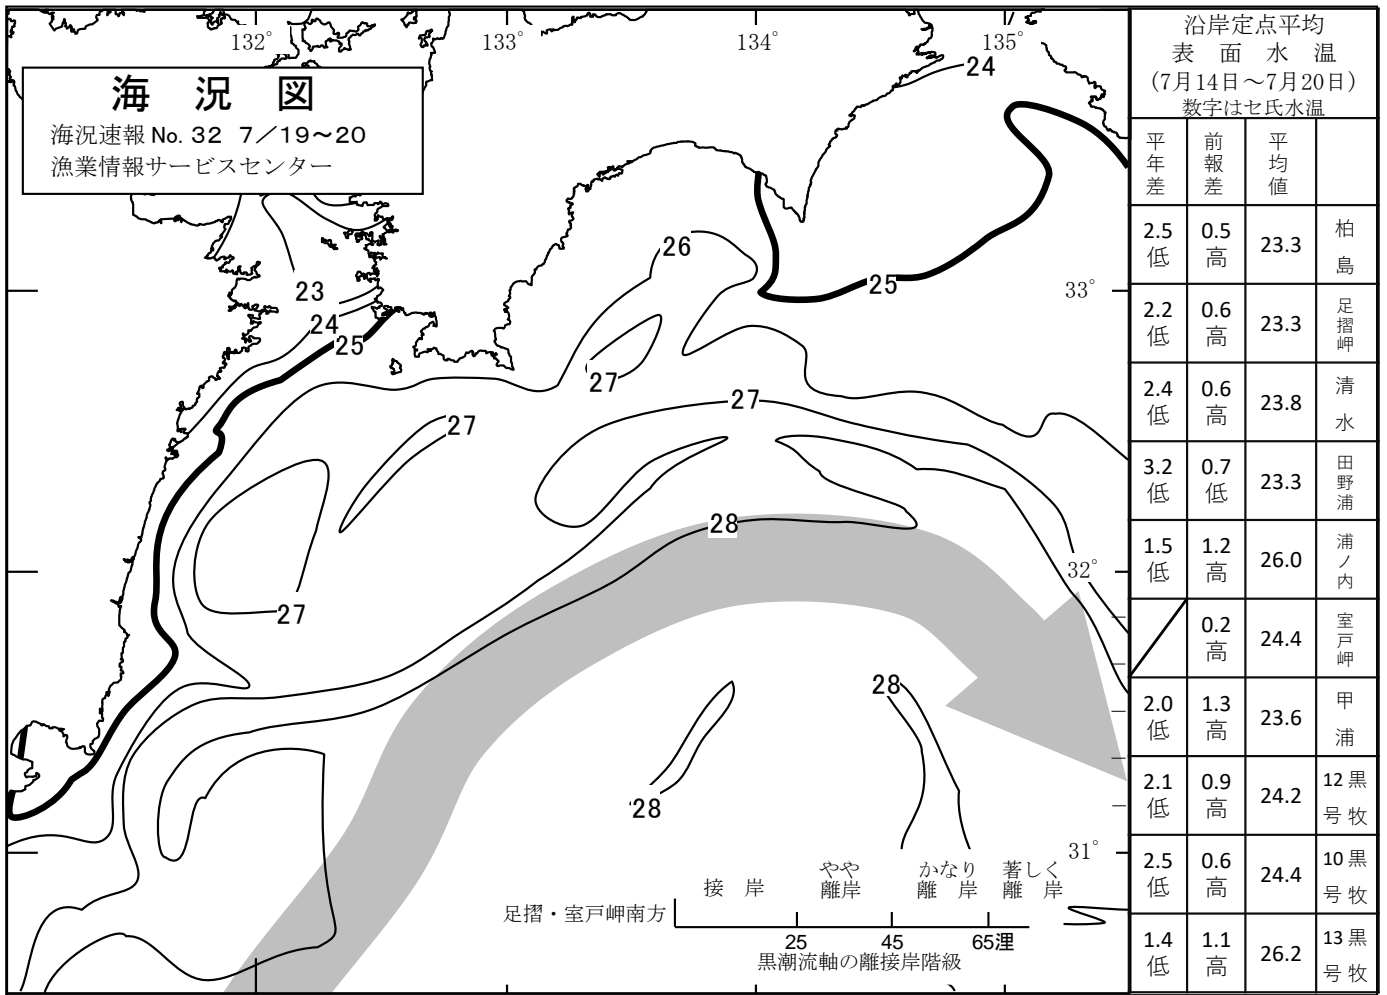 海況図
海況速報 No. 32 7／19～20
漁業情報サービスセンター
132°
133°
134°
135°
24
26
25
23
24
25
33°
27
27
27
28
32°
27
28
28
31°
接岸
やや離岸
かなり離岸
著しく離岸
足摺・室戸岬南方
25
45
65浬
黒潮流軸の離接岸階級
沿岸定点平均
表面水温
(7月14日～7月20日)
数字はセ氏水温
平年差 前報差 平均値
2.5低 0.5高 23.3 柏島
2.2低 0.6高 23.3 足摺岬
2.4低 0.6高 23.8 清水
3.2低 0.7低 23.3 田野浦
1.5低 1.2高 26.0 浦ノ内
0.2高 24.4 室戸岬
2.0低 1.3高 23.6 甲浦
2.1低 0.9高 24.2 黒牧12号
2.5低 0.6高 24.4 黒牧10号
1.4低 1.1高 26.2 黒牧13号